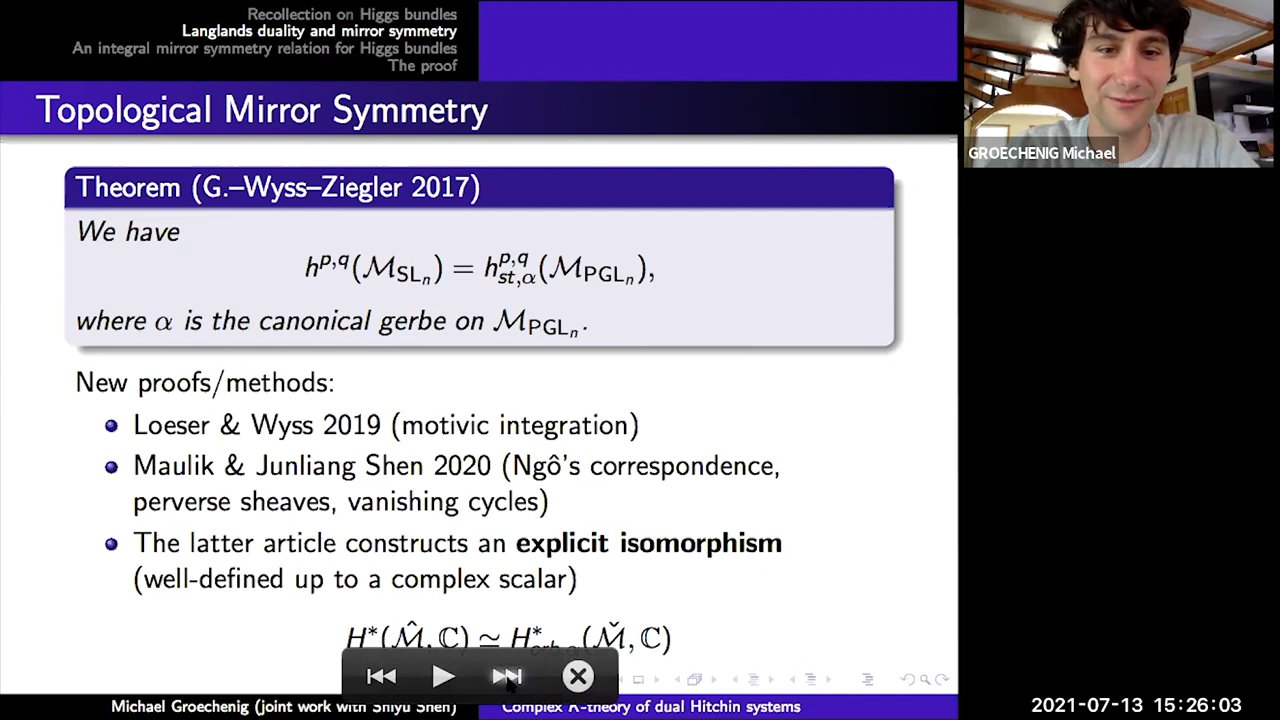 Recollection on Higgs bundles
Langlands duality and mirror symmetry
An integral mirror symmetry relation for Higgs bundles
The proof
Topological Mirror Symmetry
GROECHENIG Michael
Theorem (G.–Wyss–Ziegler 2017)
We have
h^{p,q}(ℳ_{SL_n}) = h^{p,q}_{st,α}(ℳ_{PGL_n}),
where α is the canonical gerbe on ℳ_{PGL_n}.
New proofs/methods:
Loeser & Wyss 2019 (motivic integration)
Maulik & Junliang Shen 2020 (Ngô's correspondence,
perverse sheaves, vanishing cycles)
The latter article constructs an explicit isomorphism
(well-defined up to a complex scalar)
H*(ℳ̂, ℂ) ≃ H*_{orb,α}(ℳ̌, ℂ)
Michael Groechenig (joint work with Shiyu Shen)
Complex K-theory of dual Hitchin systems
2021-07-13 15:26:03